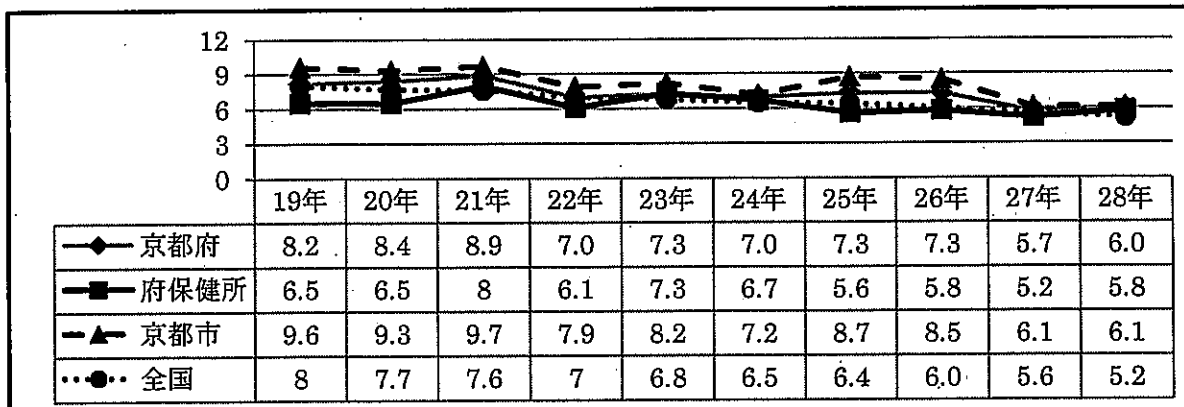 12
9
6
3
0
19年 20年 21年 22年 23年 24年 25年 26年 27年 28年
京都府 8.2 8.4 8.9 7.0 7.3 7.0 7.3 7.3 5.7 6.0
府保健所 6.5 6.5 8 6.1 7.3 6.7 5.6 5.8 5.2 5.8
京都市 9.6 9.3 9.7 7.9 8.2 7.2 8.7 8.5 6.1 6.1
全国 8 7.7 7.6 7 6.8 6.5 6.4 6.0 5.6 5.2